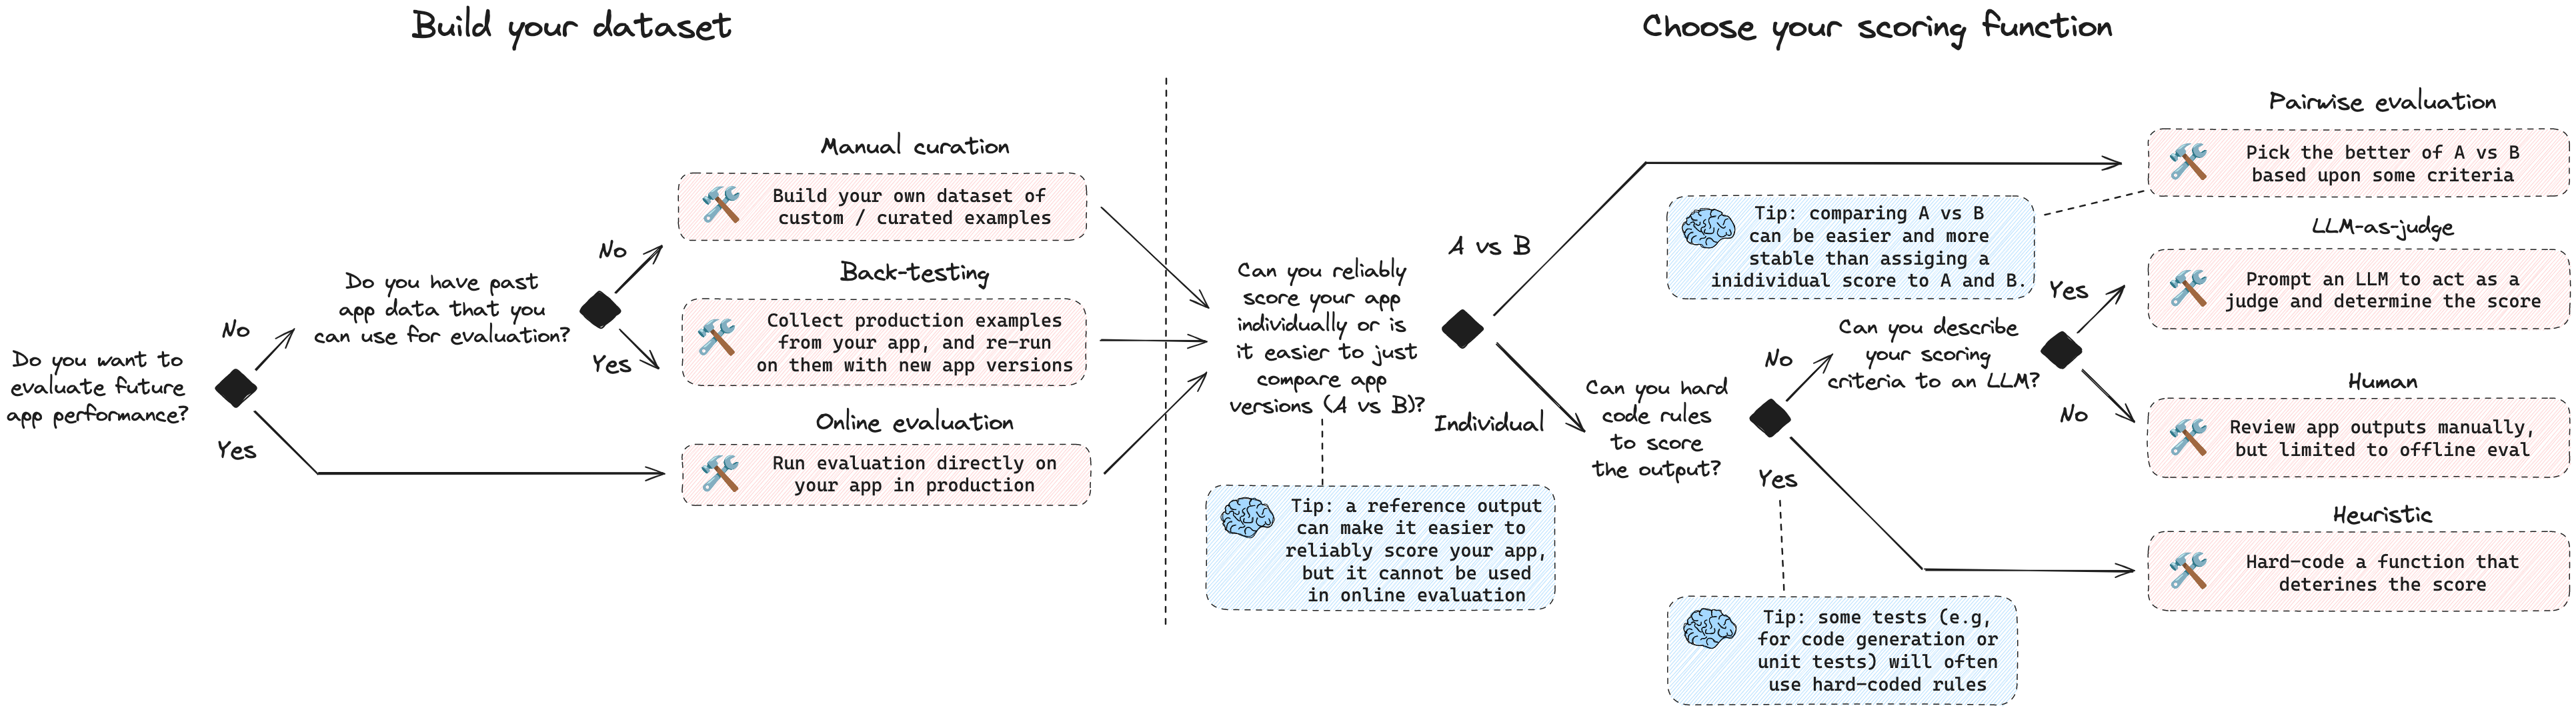 Build your dataset
Do you want to
evaluate future
app performance?
No
Yes
Do you have past
app data that you
can use for evaluation?
No
Yes
Manual curation
Build your own dataset of
custom / curated examples
Back-testing
Collect production examples
from your app, and re-run
on them with new app versions
Online evaluation
Run evaluation directly on
your app in production
Choose your scoring function
Can you reliably
score your app
individually or is
it easier to just
compare app
versions (A vs B)?
Tip: a reference output
can make it easier to
reliably score your app,
but it cannot be used
in online evaluation
A vs B
Individual
Tip: comparing A vs B
can be easier and more
stable than assiging a
inidividual score to A and B.
Can you hard
code rules
to score
the output?
No
Yes
Tip: some tests (e.g,
for code generation or
unit tests) will often
use hard-coded rules
Can you describe
your scoring
criteria to an LLM?
Yes
No
Pairwise evaluation
Pick the better of A vs B
based upon some criteria
LLM-as-judge
Prompt an LLM to act as a
judge and determine the score
Human
Review app outputs manually,
but limited to offline eval
Heuristic
Hard-code a function that
deterines the score